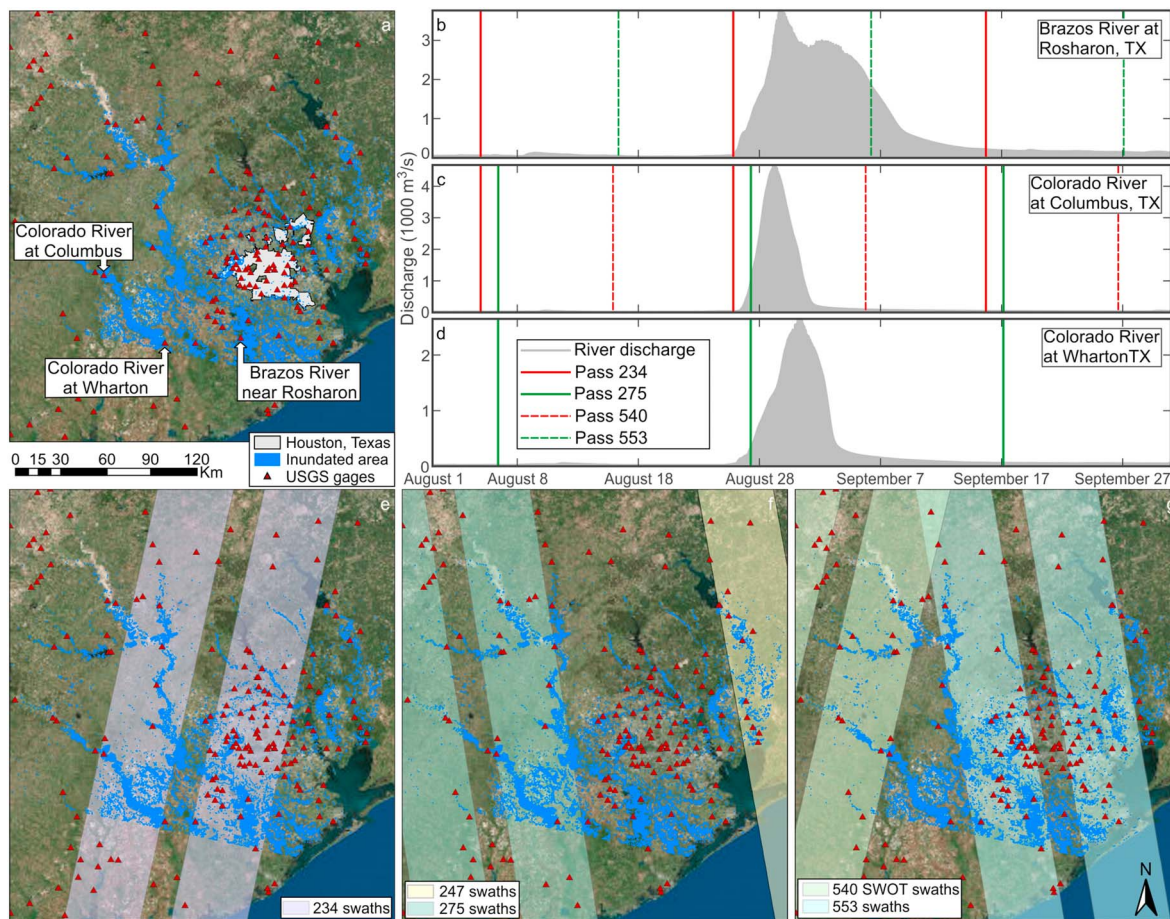 a
Colorado River
at Columbus
Colorado River
at Wharton
Brazos River
near Rosharon
0 15 30 60 90 120
Km
Houston, Texas
Inundated area
USGS gages
b
Brazos River at
Rosharon, TX
3
2
1
0
c
Colorado River
at Columbus, TX
4
3
2
1
0
Discharge (1000 m³/s)
d
Colorado River
at WhartonTX
2
1
0
River discharge
Pass 234
Pass 275
Pass 540
Pass 553
August 1 August 8 August 18 August 28 September 7 September 17 September 27
e
234 swaths
f
247 swaths
275 swaths
540 SWOT swaths
553 swaths
N